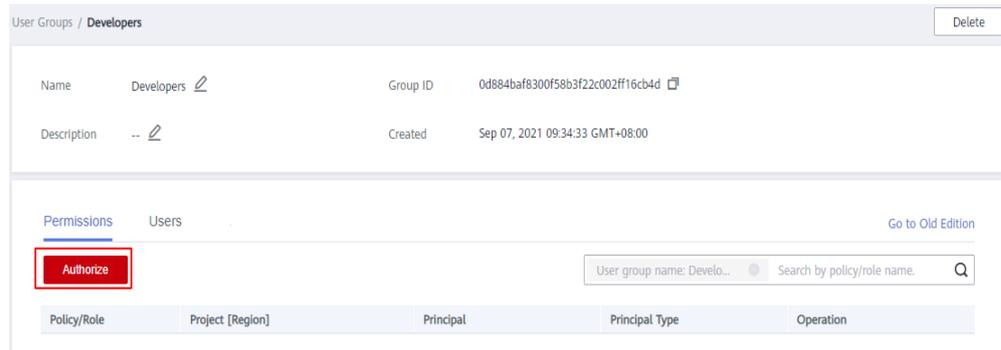 User Groups / Developers Delete
Name Developers Group ID 0d884baf8300f58b3f22c002ff16cb4d
Description -- Created Sep 07, 2021 09:34:33 GMT+08:00
Permissions Users Go to Old Edition
Authorize User group name: Develo... Search by policy/role name.
Policy/Role Project [Region] Principal Principal Type Operation